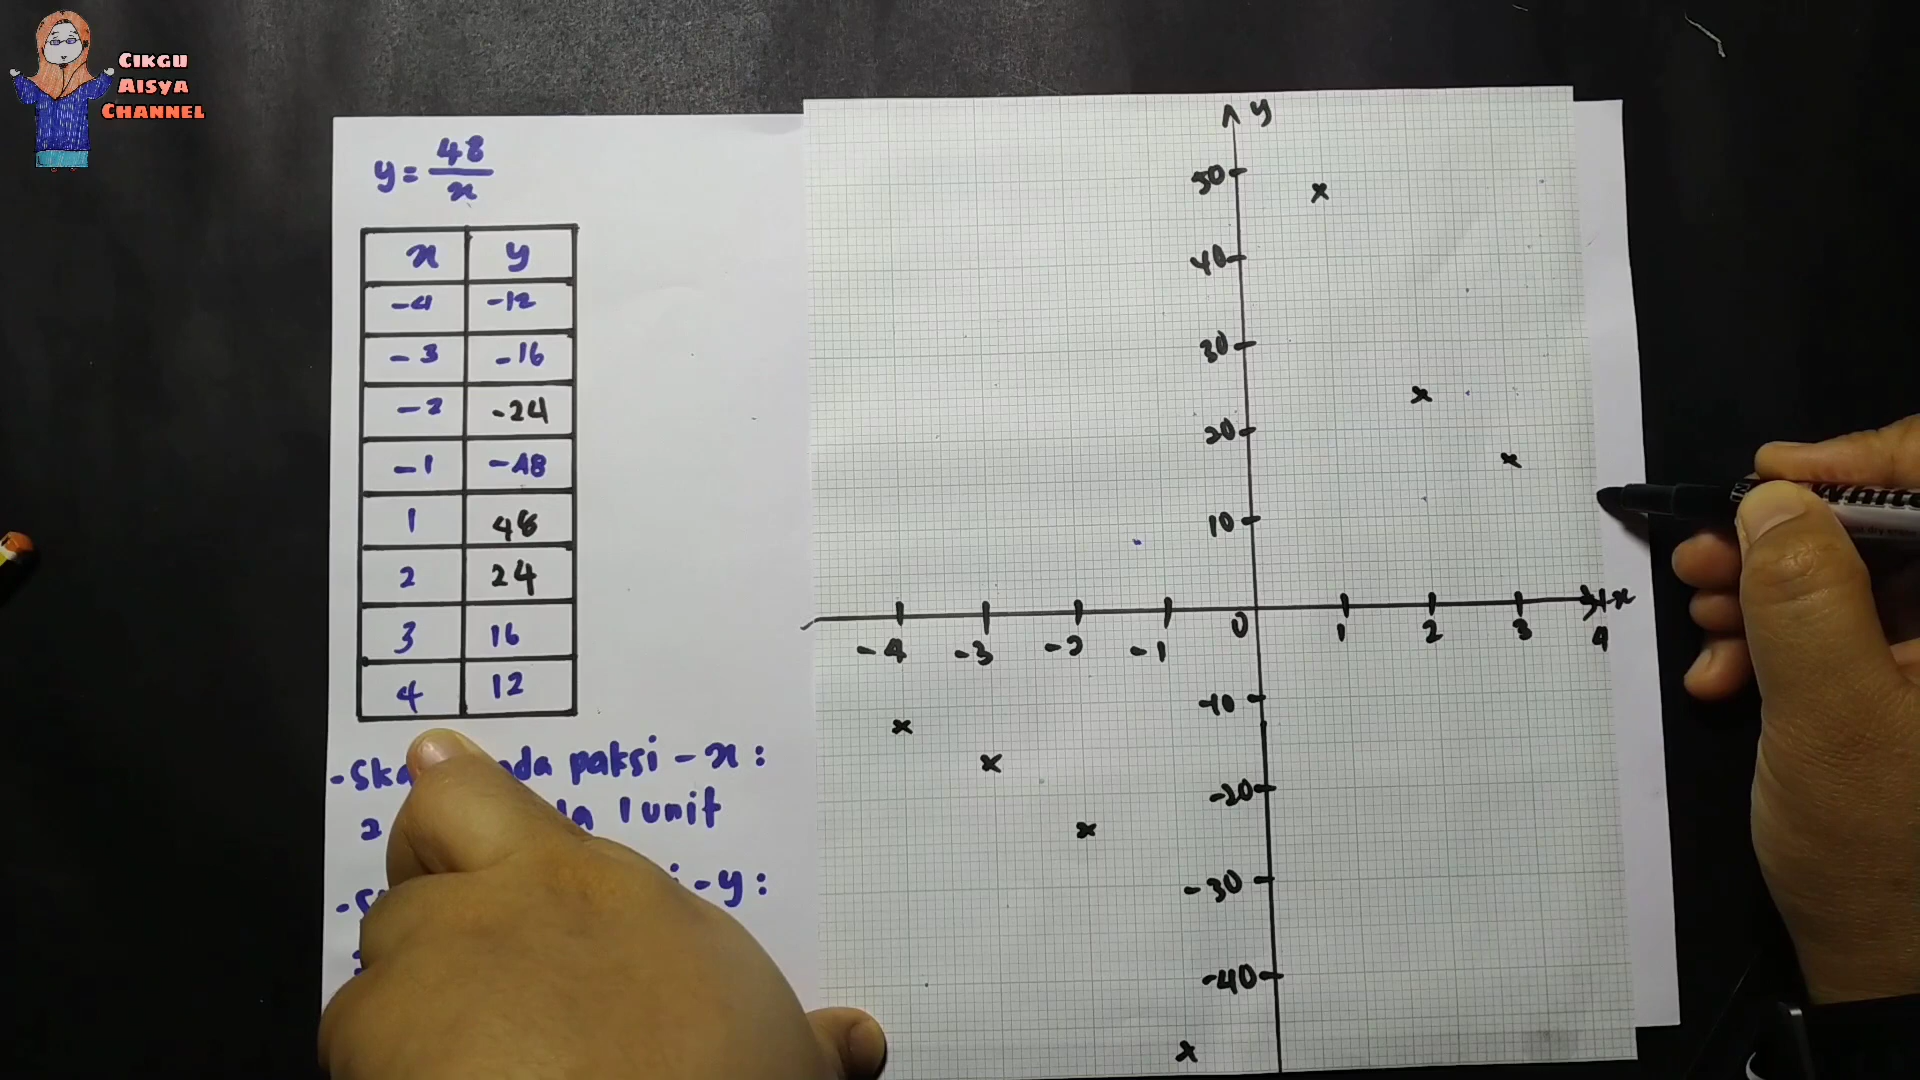 Cikgu
Aisya
Channel
y = 48/x
x y
-4 -12
-3 -16
-2 -24
-1 -48
1 48
2 24
3 16
4 12
- paksi - x :
2 1 unit
- - y :
y
50
40
30
20
10
-4 -3 -2 -1 0 1 2 3 4 x
-10
-20
-30
-40